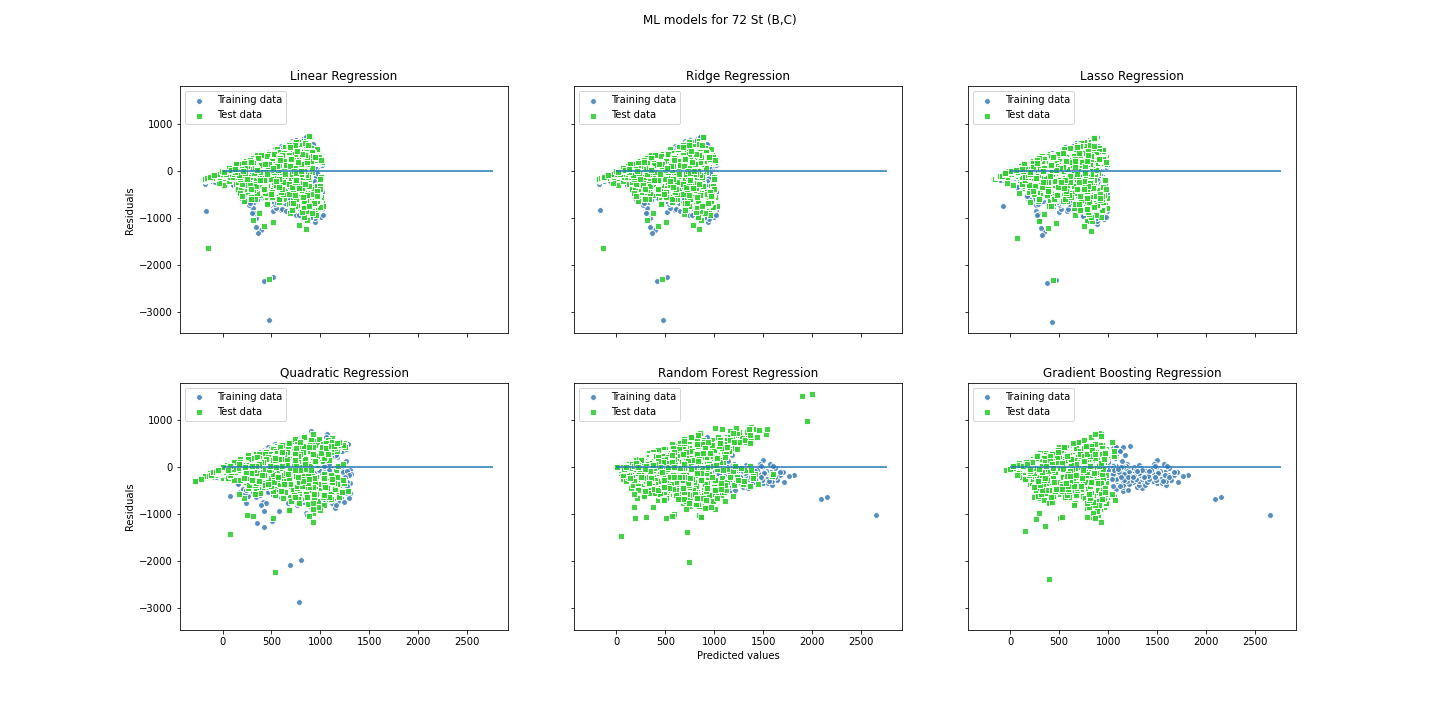 ML models for 72 St (B,C)
Linear Regression
Training data
Test data
1000
0
−1000
−2000
−3000
Residuals
Ridge Regression
Training data
Test data
Lasso Regression
Training data
Test data
Quadratic Regression
Training data
Test data
1000
0
−1000
−2000
−3000
Residuals
0 500 1000 1500 2000 2500
Random Forest Regression
Training data
Test data
0 500 1000 1500 2000 2500
Predicted values
Gradient Boosting Regression
Training data
Test data
0 500 1000 1500 2000 2500